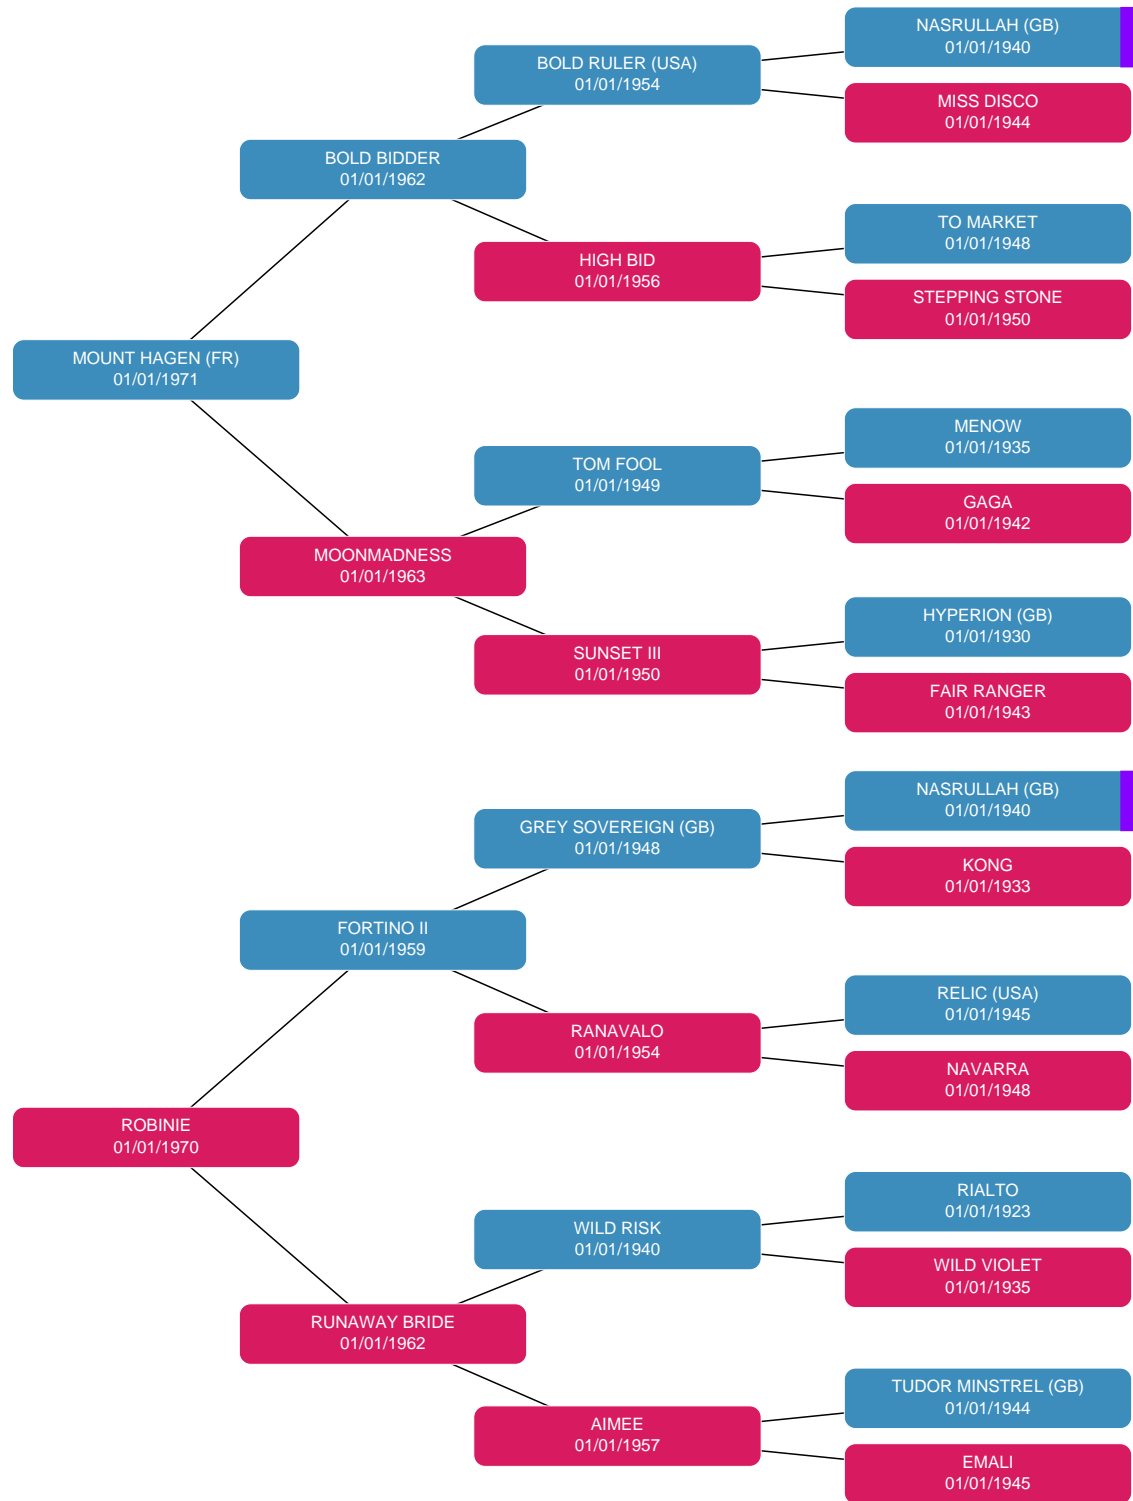 NASRULLAH (GB)
01/01/1940
BOLD RULER (USA)
01/01/1954
MISS DISCO
01/01/1944
BOLD BIDDER
01/01/1962
TO MARKET
01/01/1948
HIGH BID
01/01/1956
STEPPING STONE
01/01/1950
MOUNT HAGEN (FR)
01/01/1971
MENOW
01/01/1935
TOM FOOL
01/01/1949
GAGA
01/01/1942
MOONMADNESS
01/01/1963
HYPERION (GB)
01/01/1930
SUNSET III
01/01/1950
FAIR RANGER
01/01/1943
NASRULLAH (GB)
01/01/1940
GREY SOVEREIGN (GB)
01/01/1948
KONG
01/01/1933
FORTINO II
01/01/1959
RELIC (USA)
01/01/1945
RANAVALO
01/01/1954
NAVARRA
01/01/1948
ROBINIE
01/01/1970
RIALTO
01/01/1923
WILD RISK
01/01/1940
WILD VIOLET
01/01/1935
RUNAWAY BRIDE
01/01/1962
TUDOR MINSTREL (GB)
01/01/1944
AIMEE
01/01/1957
EMALI
01/01/1945